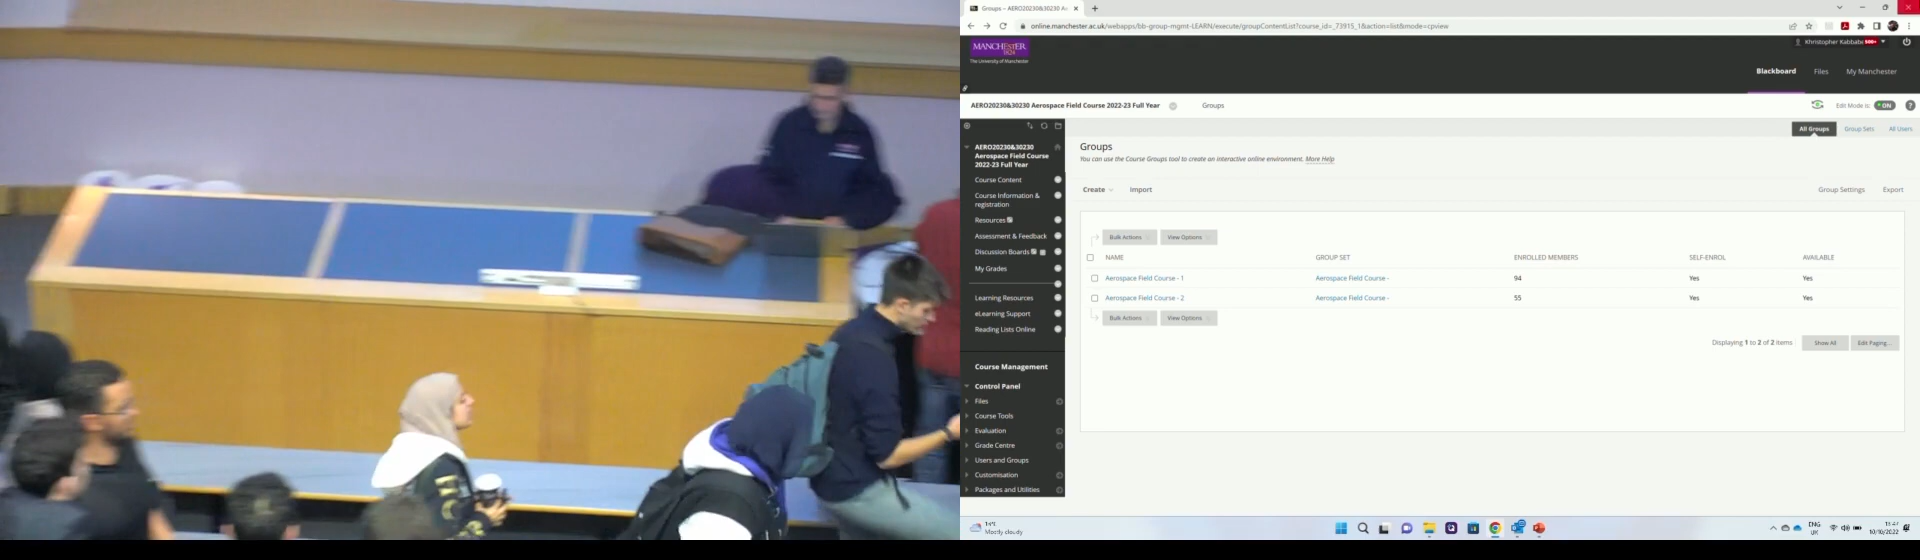 Groups – AERO20230&30230 Ae
online.manchester.ac.uk/webapps/bb-group-mgmt-LEARN/execute/groupContentList?course_id=_73915_1&action=list&mode=cpview
MANCHESTER
1824
The University of Manchester
Khristopher Kabbabe
Blackboard
Files
My Manchester
AERO20230&30230 Aerospace Field Course 2022-23 Full Year
Groups
Edit Mode is:
ON
?
All Groups
Group Sets
All Users
AERO20230&30230
Aerospace Field Course
2022-23 Full Year
Course Content
Course Information &
registration
Resources
Assessment & Feedback
Discussion Boards
My Grades
Learning Resources
eLearning Support
Reading Lists Online
Course Management
Control Panel
Files
Course Tools
Evaluation
Grade Centre
Users and Groups
Customisation
Packages and Utilities
Groups
You can use the Course Groups tool to create an interactive online environment. More Help
Create
Import
Group Settings
Export
Bulk Actions
View Options
NAME GROUP SET ENROLLED MEMBERS SELF-ENROL AVAILABLE
Aerospace Field Course - 1 Aerospace Field Course - 94 Yes Yes
Aerospace Field Course - 2 Aerospace Field Course - 55 Yes Yes
Bulk Actions
View Options
Displaying 1 to 2 of 2 items
Show All
Edit Paging...
14°C
Mostly cloudy
ENG
UK
10/10/2022